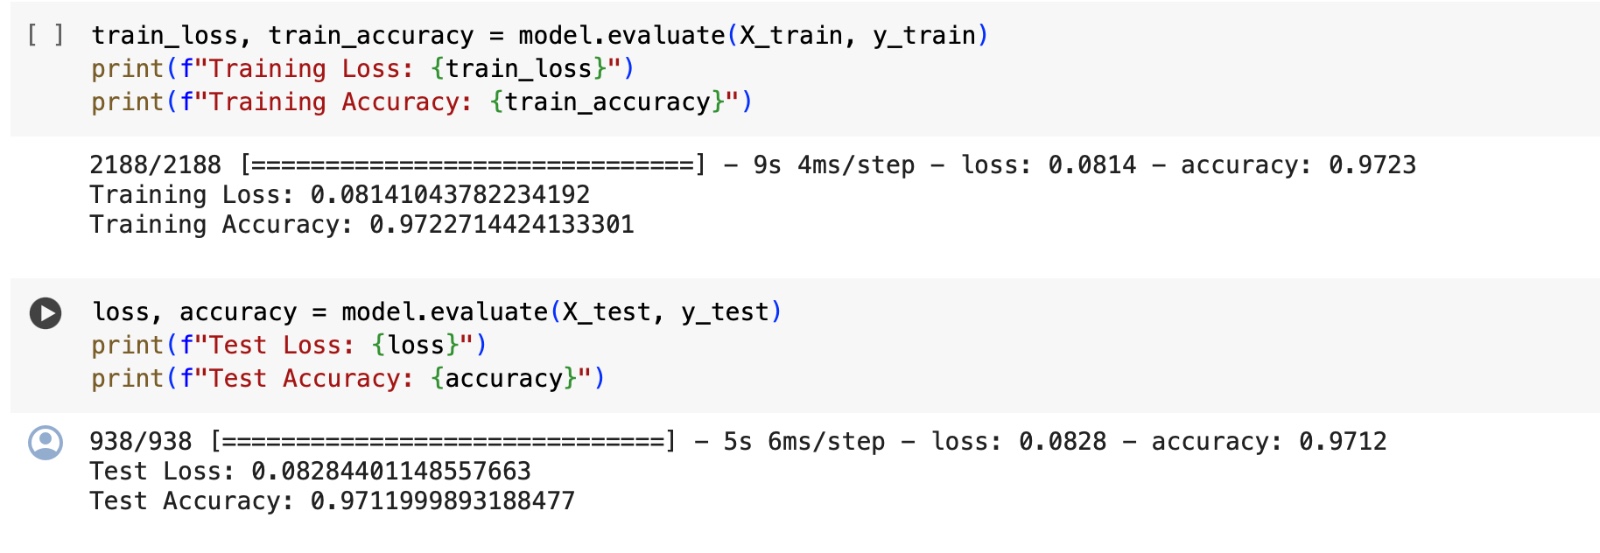 [ ] train_loss, train_accuracy = model.evaluate(X_train, y_train)
print(f"Training Loss: {train_loss}")
print(f"Training Accuracy: {train_accuracy}")
2188/2188 [==============================] - 9s 4ms/step - loss: 0.0814 - accuracy: 0.9723
Training Loss: 0.08141043782234192
Training Accuracy: 0.9722714424133301
loss, accuracy = model.evaluate(X_test, y_test)
print(f"Test Loss: {loss}")
print(f"Test Accuracy: {accuracy}")
938/938 [==============================] - 5s 6ms/step - loss: 0.0828 - accuracy: 0.9712
Test Loss: 0.08284401148557663
Test Accuracy: 0.9711999893188477